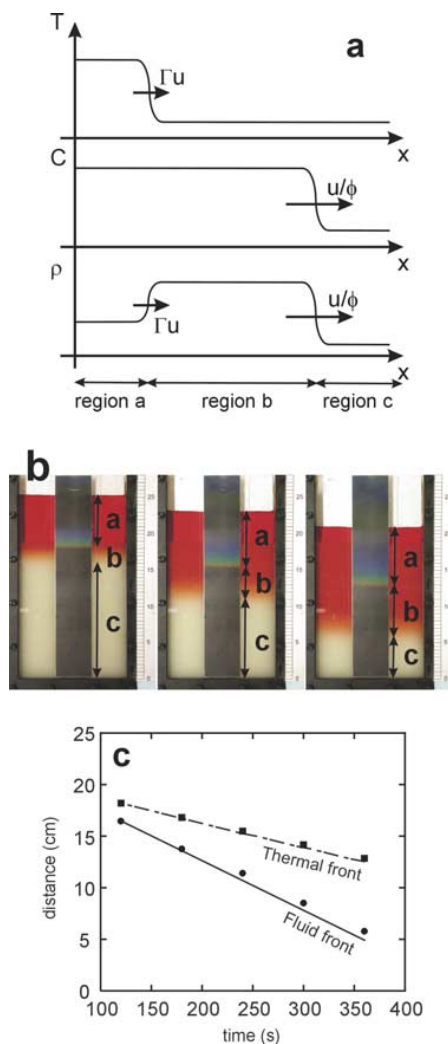 T
a
Γu
x
C
u/ϕ
x
ρ
Γu
u/ϕ
x
region a region b region c
b
a
b
c
a
b
c
a
b
c
c
25
20
15
10
5
0
distance (cm)
Thermal front
Fluid front
100 150 200 250 300 350 400
time (s)